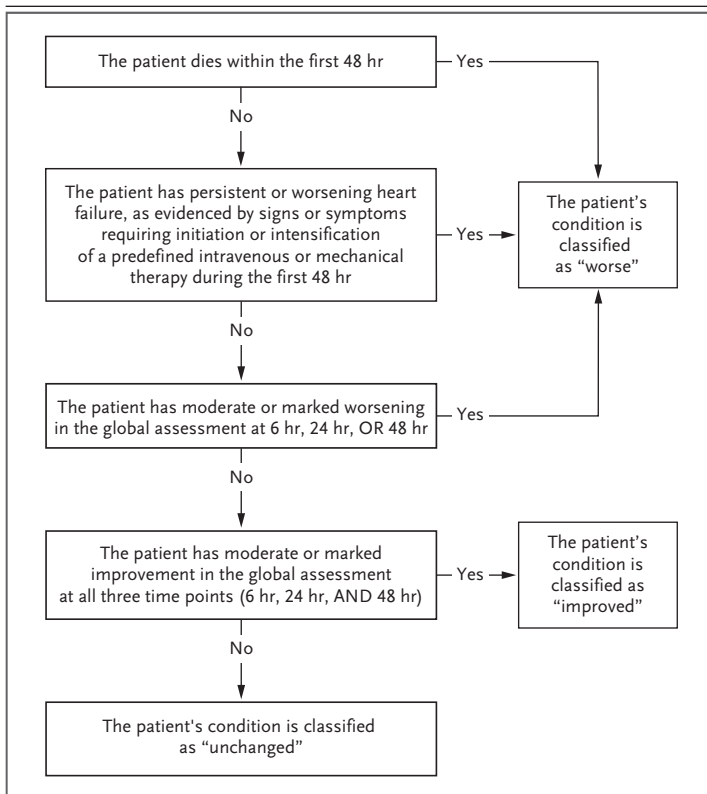 The patient dies within the first 48 hr
Yes
No
The patient has persistent or worsening heart
failure, as evidenced by signs or symptoms
requiring initiation or intensification
of a predefined intravenous or mechanical
therapy during the first 48 hr
Yes
The patient's
condition is
classified
as “worse”
No
The patient has moderate or marked worsening
in the global assessment at 6 hr, 24 hr, OR 48 hr
Yes
No
The patient has moderate or marked
improvement in the global assessment
at all three time points (6 hr, 24 hr, AND 48 hr)
Yes
The patient's
condition is
classified as
“improved”
No
The patient's condition is classified
as “unchanged”